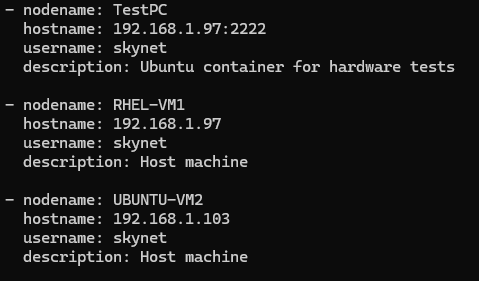 - nodename: TestPC
  hostname: 192.168.1.97:2222
  username: skynet
  description: Ubuntu container for hardware tests

- nodename: RHEL-VM1
  hostname: 192.168.1.97
  username: skynet
  description: Host machine

- nodename: UBUNTU-VM2
  hostname: 192.168.1.103
  username: skynet
  description: Host machine